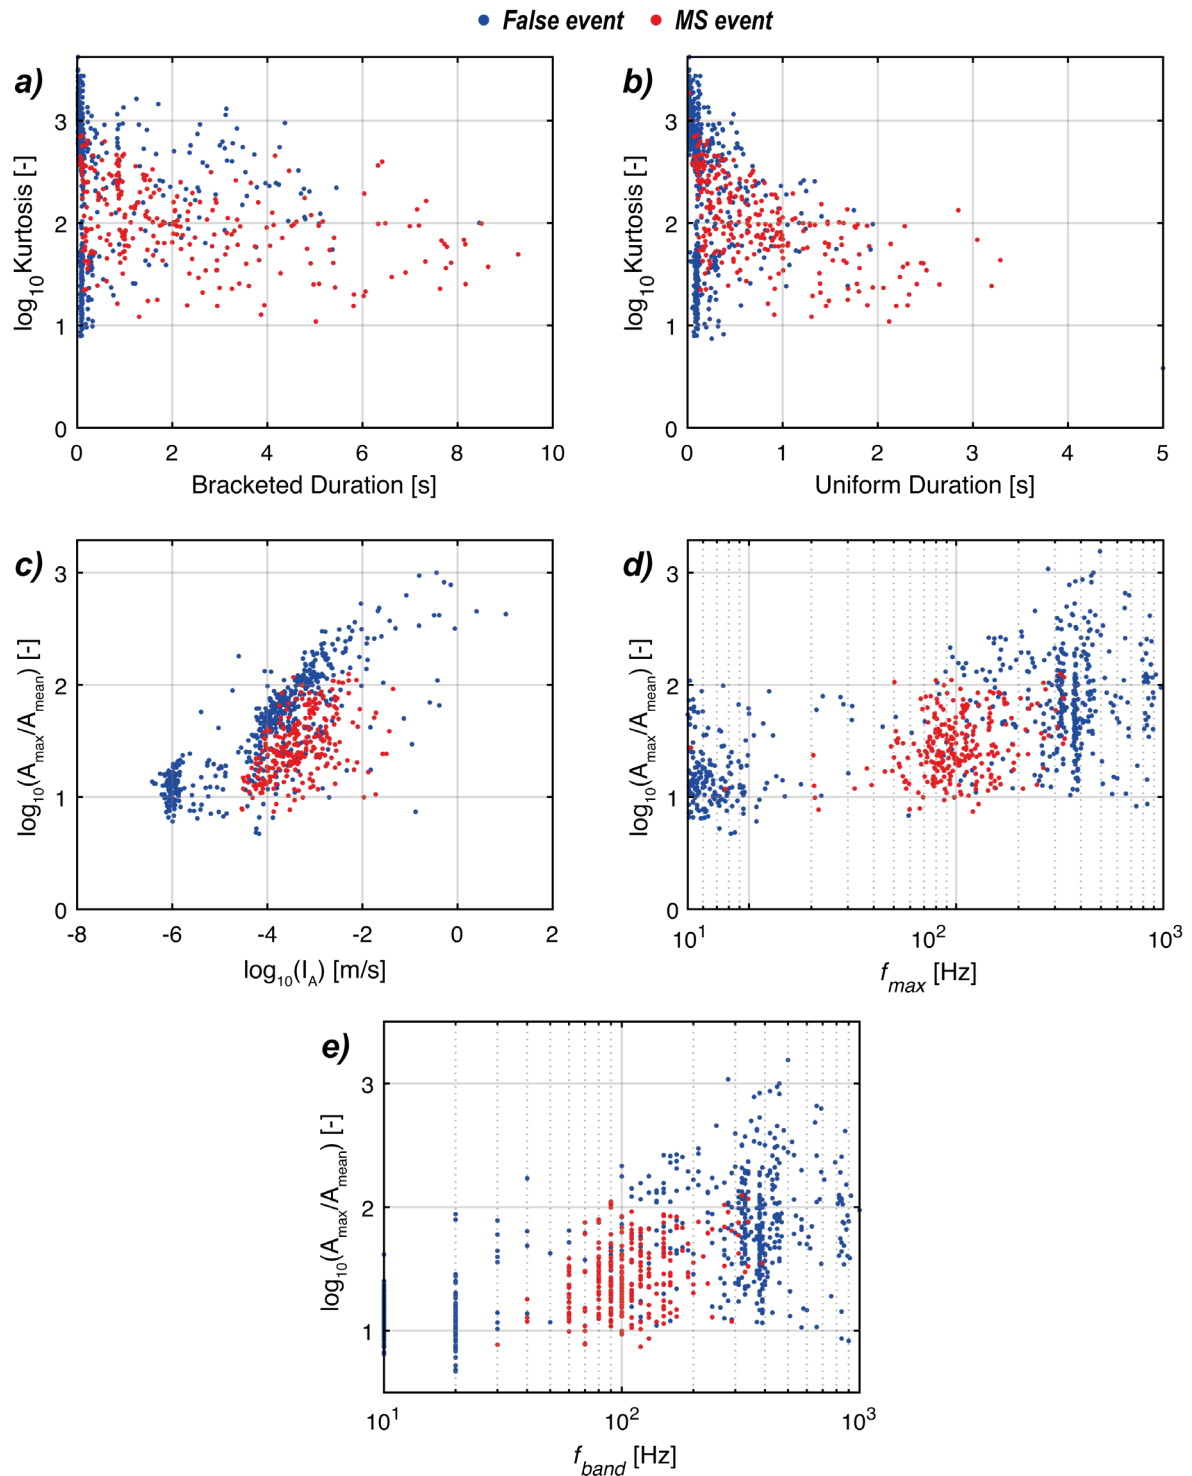 False event MS event
a)
log10Kurtosis [-]
3
2
1
0
0 2 4 6 8 10
Bracketed Duration [s]
b)
log10Kurtosis [-]
3
2
1
0
0 1 2 3 4 5
Uniform Duration [s]
c)
log10(Amax/Amean) [-]
3
2
1
0
-8 -6 -4 -2 0 2
log10(IA) [m/s]
d)
log10(Amax/Amean) [-]
3
2
1
0
10^1 10^2 10^3
fmax [Hz]
e)
log10(Amax/Amean) [-]
3
2
1
10^1 10^2 10^3
fband [Hz]